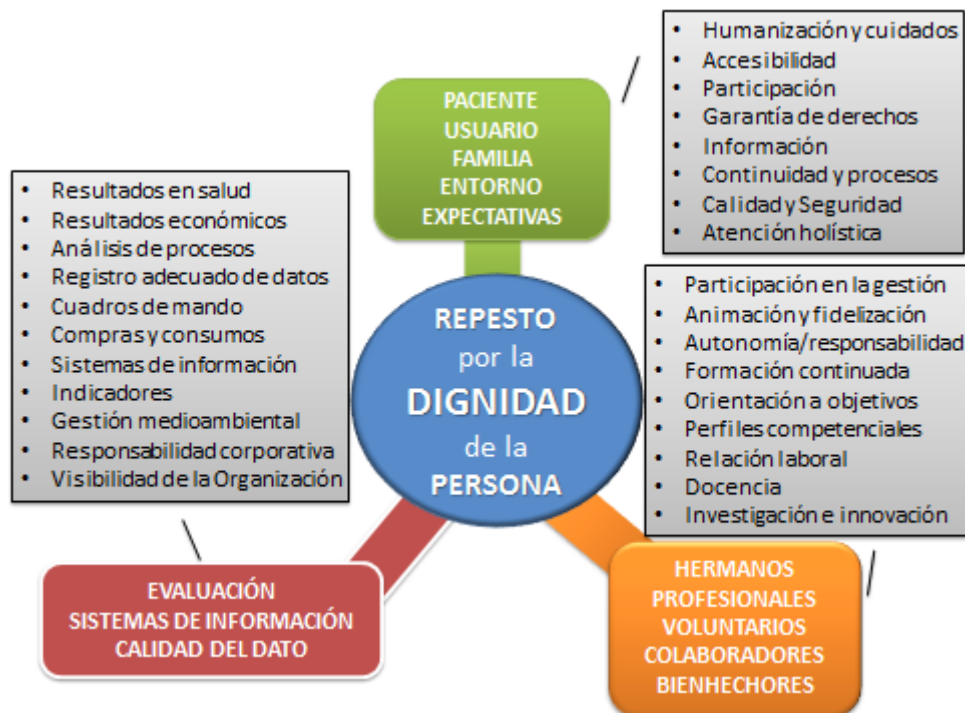 • Humanización y cuidados
• Accesibilidad
• Participación
• Garantía de derechos
• Información
• Continuidad y procesos
• Calidad y Seguridad
• Atención holística
PACIENTE
USUARIO
FAMILIA
ENTORNO
EXPECTATIVAS
• Resultados en salud
• Resultados económicos
• Análisis de procesos
• Registro adecuado de datos
• Cuadros de mando
• Compras y consumos
• Sistemas de información
• Indicadores
• Gestión medioambiental
• Responsabilidad corporativa
• Visibilidad de la Organización
REPESTO
por la
DIGNIDAD
de la
PERSONA
• Participación en la gestión
• Animación y fidelización
• Autonomía/responsabilidad
• Formación continuada
• Orientación a objetivos
• Perfiles competenciales
• Relación laboral
• Docencia
• Investigación e innovación
EVALUACIÓN
SISTEMAS DE INFORMACIÓN
CALIDAD DEL DATO
HERMANOS
PROFESIONALES
VOLUNTARIOS
COLABORADORES
BIENHECHORES